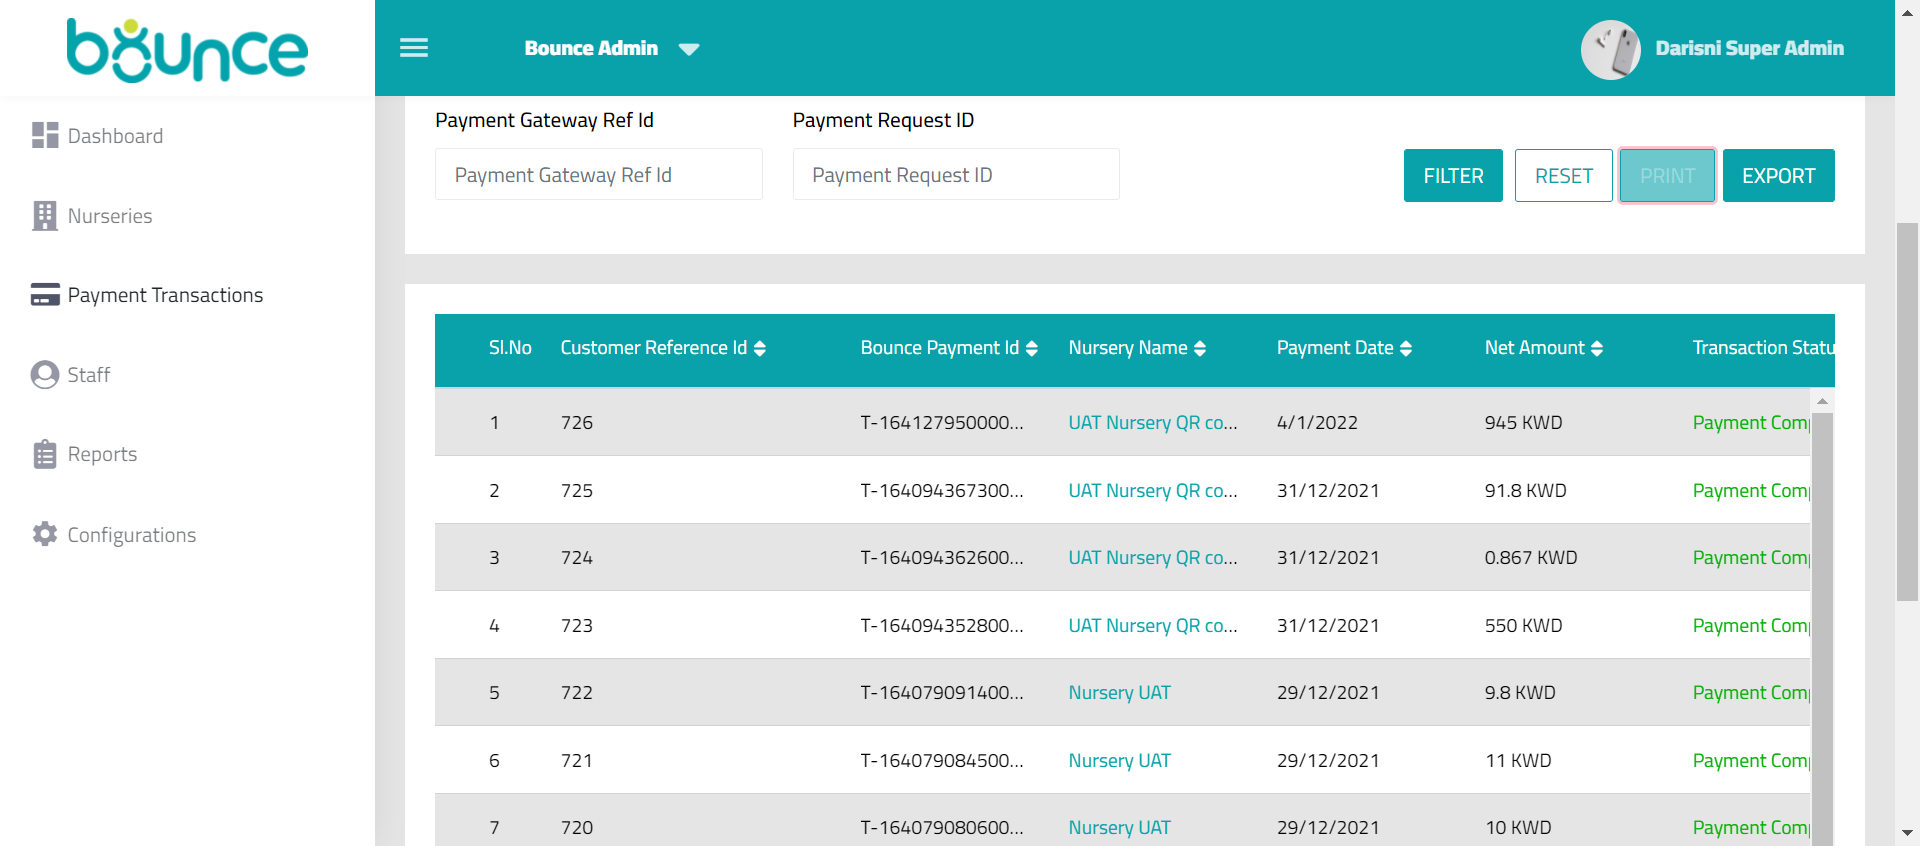 bounce
Bounce Admin
Darisni Super Admin
Dashboard
Nurseries
Payment Transactions
Staff
Reports
Configurations
Payment Gateway Ref Id
Payment Request ID
Payment Gateway Ref Id
Payment Request ID
FILTER
RESET
PRINT
EXPORT
Sl.No Customer Reference Id Bounce Payment Id Nursery Name Payment Date Net Amount Transaction Statu
1 726 T-164127950000... UAT Nursery QR co... 4/1/2022 945 KWD Payment Comp
2 725 T-164094367300... UAT Nursery QR co... 31/12/2021 91.8 KWD Payment Comp
3 724 T-164094362600... UAT Nursery QR co... 31/12/2021 0.867 KWD Payment Comp
4 723 T-164094352800... UAT Nursery QR co... 31/12/2021 550 KWD Payment Comp
5 722 T-164079091400... Nursery UAT 29/12/2021 9.8 KWD Payment Comp
6 721 T-164079084500... Nursery UAT 29/12/2021 11 KWD Payment Comp
7 720 T-164079080600... Nursery UAT 29/12/2021 10 KWD Payment Comp